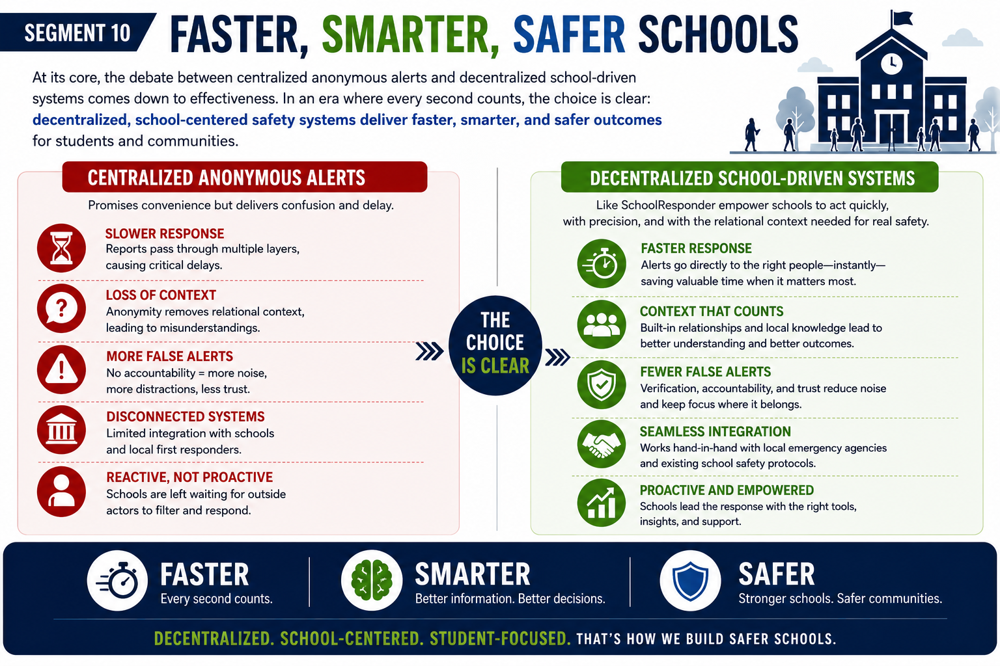 SEGMENT 10
FASTER, SMARTER, SAFER SCHOOLS
At its core, the debate between centralized anonymous alerts and decentralized school-driven
systems comes down to effectiveness. In an era where every second counts, the choice is clear:
decentralized, school-centered safety systems deliver faster, smarter, and safer outcomes
for students and communities.
CENTRALIZED ANONYMOUS ALERTS
Promises convenience but delivers confusion and delay.
SLOWER RESPONSE
Reports pass through multiple layers,
causing critical delays.
LOSS OF CONTEXT
Anonymity removes relational context,
leading to misunderstandings.
MORE FALSE ALERTS
No accountability = more noise,
more distractions, less trust.
DISCONNECTED SYSTEMS
Limited integration with schools
and local first responders.
REACTIVE, NOT PROACTIVE
Schools are left waiting for outside
actors to filter and respond.
THE
CHOICE
IS CLEAR
DECENTRALIZED SCHOOL-DRIVEN SYSTEMS
Like SchoolResponder empower schools to act quickly,
with precision, and with the relational context needed for real safety.
FASTER RESPONSE
Alerts go directly to the right people—instantly—
saving valuable time when it matters most.
CONTEXT THAT COUNTS
Built-in relationships and local knowledge lead to
better understanding and better outcomes.
FEWER FALSE ALERTS
Verification, accountability, and trust reduce noise
and keep focus where it belongs.
SEAMLESS INTEGRATION
Works hand-in-hand with local emergency agencies
and existing school safety protocols.
PROACTIVE AND EMPOWERED
Schools lead the response with the right tools,
insights, and support.
FASTER
Every second counts.
SMARTER
Better information. Better decisions.
SAFER
Stronger schools. Safer communities.
DECENTRALIZED. SCHOOL-CENTERED. STUDENT-FOCUSED. THAT'S HOW WE BUILD SAFER SCHOOLS.